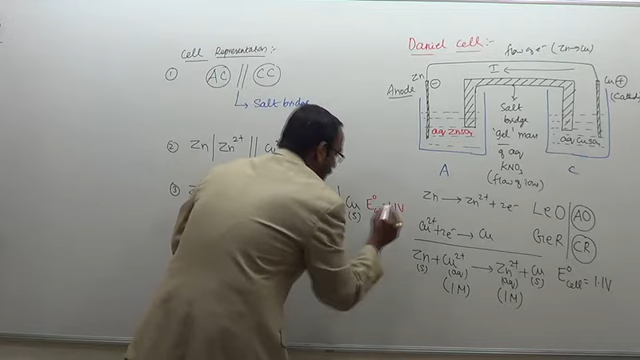 Cell Representation :-
① AC // CC
Salt bridge
② Zn | Zn²⁺ // Cu²
③
Cu (s) E° 1V
Daniel cell :-
flow of e⁻ (Zn→Cu)
I
Zn ⊖
Cu ⊕
Anode
(Cathode
Salt bridge
'gel' mass of aq KNO₃
(flow of ions)
aq ZnSO₄
aq CuSO₄
A
C
Zn → Zn²⁺ + 2e⁻ LeO | AO
Cu²⁺ + 2e⁻ → Cu GeR | CR
Zn + Cu²⁺ → Zn²⁺ + Cu E°cell = 1.1V
(s) (aq) (aq) (s)
(1M) (1M)